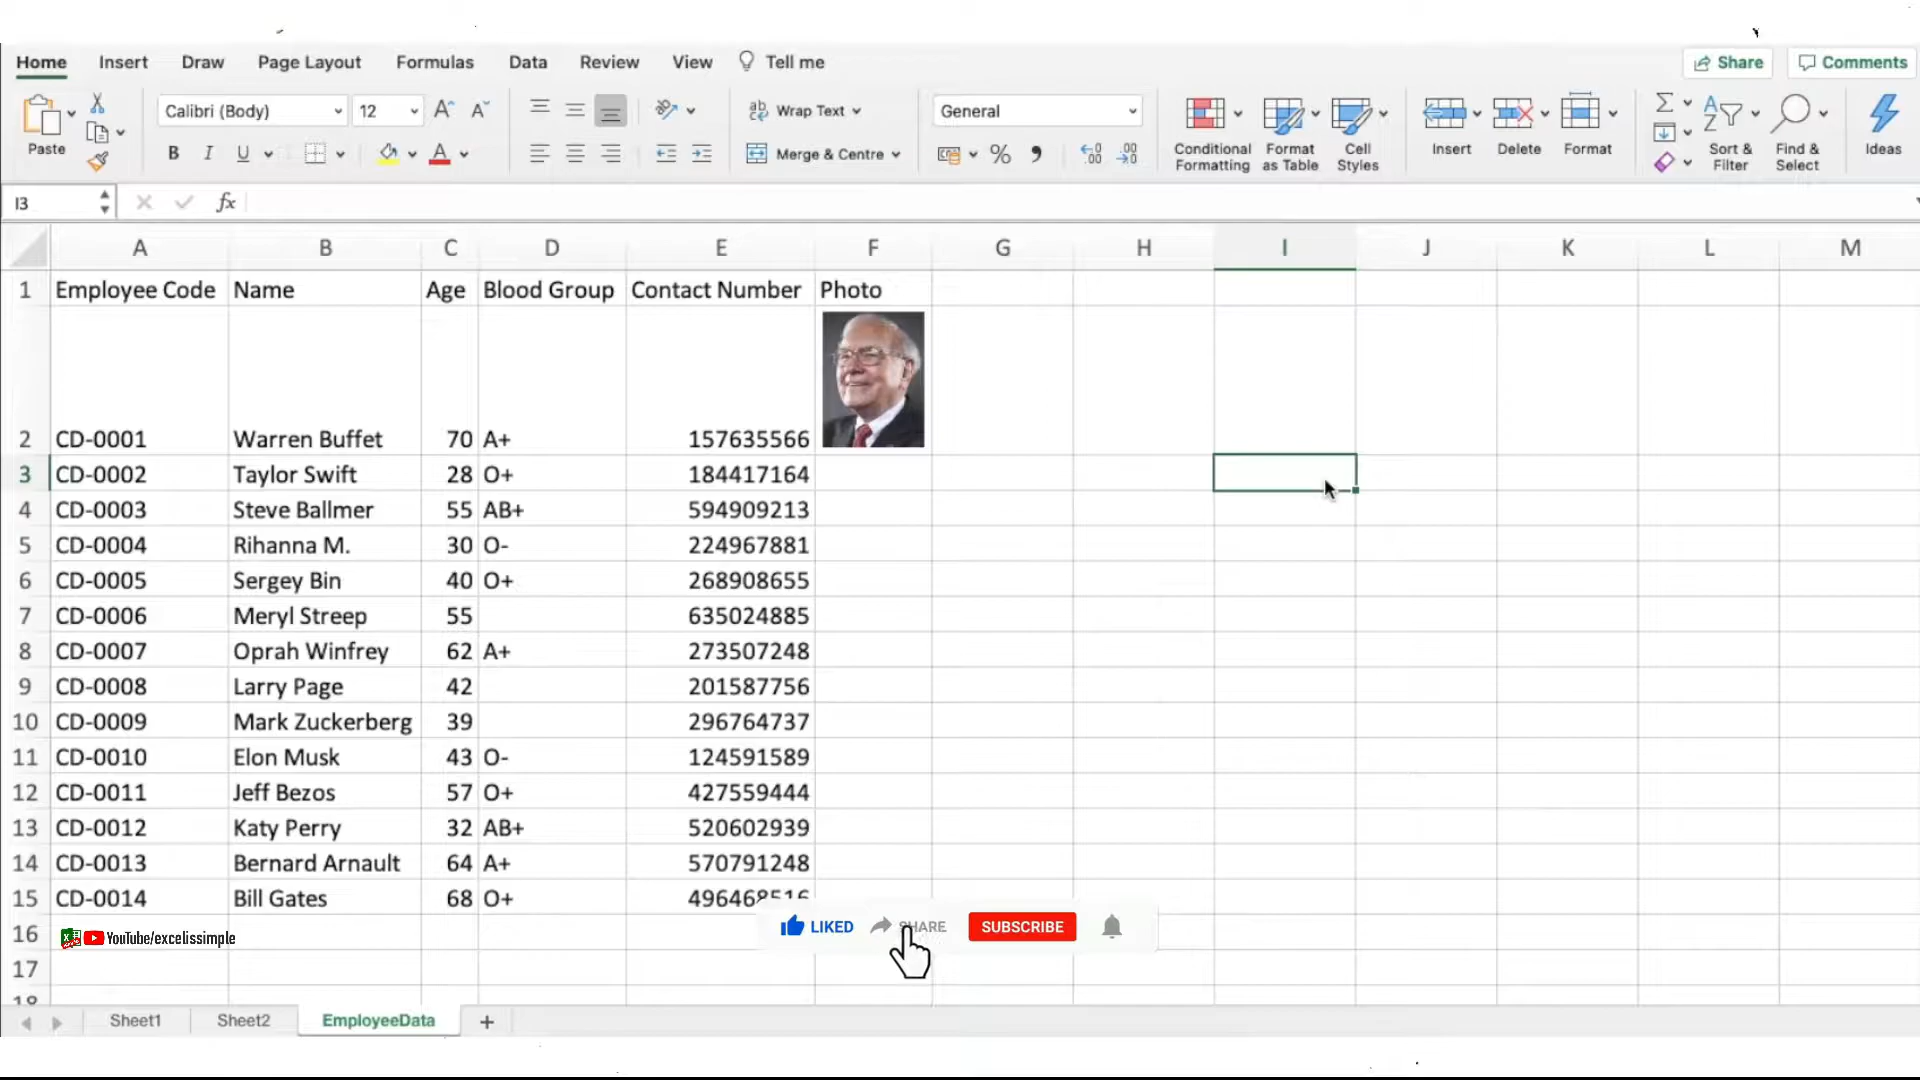 Home Insert Draw Page Layout Formulas Data Review View Tell me Share Comments
Calibri (Body) 12 Wrap Text General
Paste B I U A Merge & Centre % Conditional Formatting Format as Table Cell Styles Insert Delete Format Sort & Filter Find & Select Ideas
I3 fx
A B C D E F G H I J K L M
1 Employee Code Name Age Blood Group Contact Number Photo
2 CD-0001 Warren Buffet 70 A+ 157635566
3 CD-0002 Taylor Swift 28 O+ 184417164
4 CD-0003 Steve Ballmer 55 AB+ 594909213
5 CD-0004 Rihanna M. 30 O- 224967881
6 CD-0005 Sergey Bin 40 O+ 268908655
7 CD-0006 Meryl Streep 55 635024885
8 CD-0007 Oprah Winfrey 62 A+ 273507248
9 CD-0008 Larry Page 42 201587756
10 CD-0009 Mark Zuckerberg 39 296764737
11 CD-0010 Elon Musk 43 O- 124591589
12 CD-0011 Jeff Bezos 57 O+ 427559444
13 CD-0012 Katy Perry 32 AB+ 520602939
14 CD-0013 Bernard Arnault 64 A+ 570791248
15 CD-0014 Bill Gates 68 O+ 496468516
16 YouTube/excelissimple LIKED SHARE SUBSCRIBE
17
18
Sheet1 Sheet2 EmployeeData +